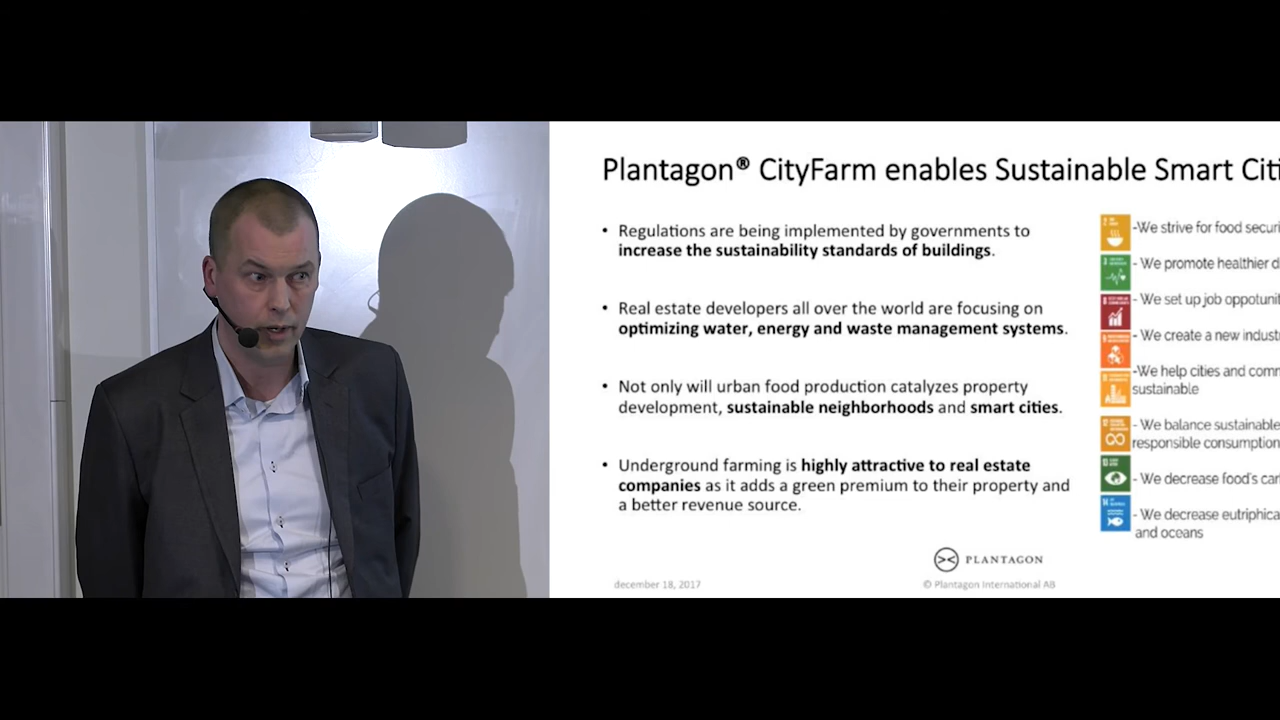 Plantagon® CityFarm enables Sustainable Smart Citi
• Regulations are being implemented by governments to
increase the sustainability standards of buildings.
• Real estate developers all over the world are focusing on
optimizing water, energy and waste management systems.
• Not only will urban food production catalyzes property
development, sustainable neighborhoods and smart cities.
• Underground farming is highly attractive to real estate
companies as it adds a green premium to their property and
a better revenue source.
-We strive for food securi
- We promote healthier d
- We set up job oppotunit
- We create a new indust
-We help cities and comm
sustainable
- We balance sustainable
responsible consumption
- We decrease food's car
- We decrease eutriphica
and oceans
PLANTAGON
december 18, 2017
© Plantagon International AB